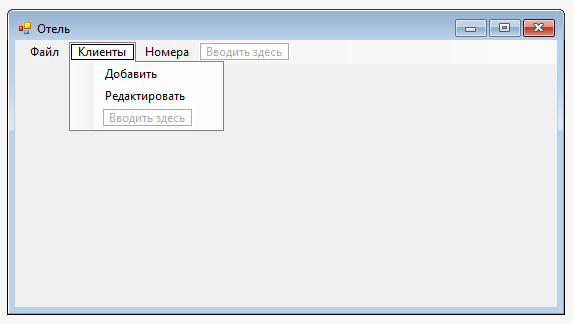 Отель
Файл Клиенты Номера Вводить здесь
Добавить
Редактировать
Вводить здесь